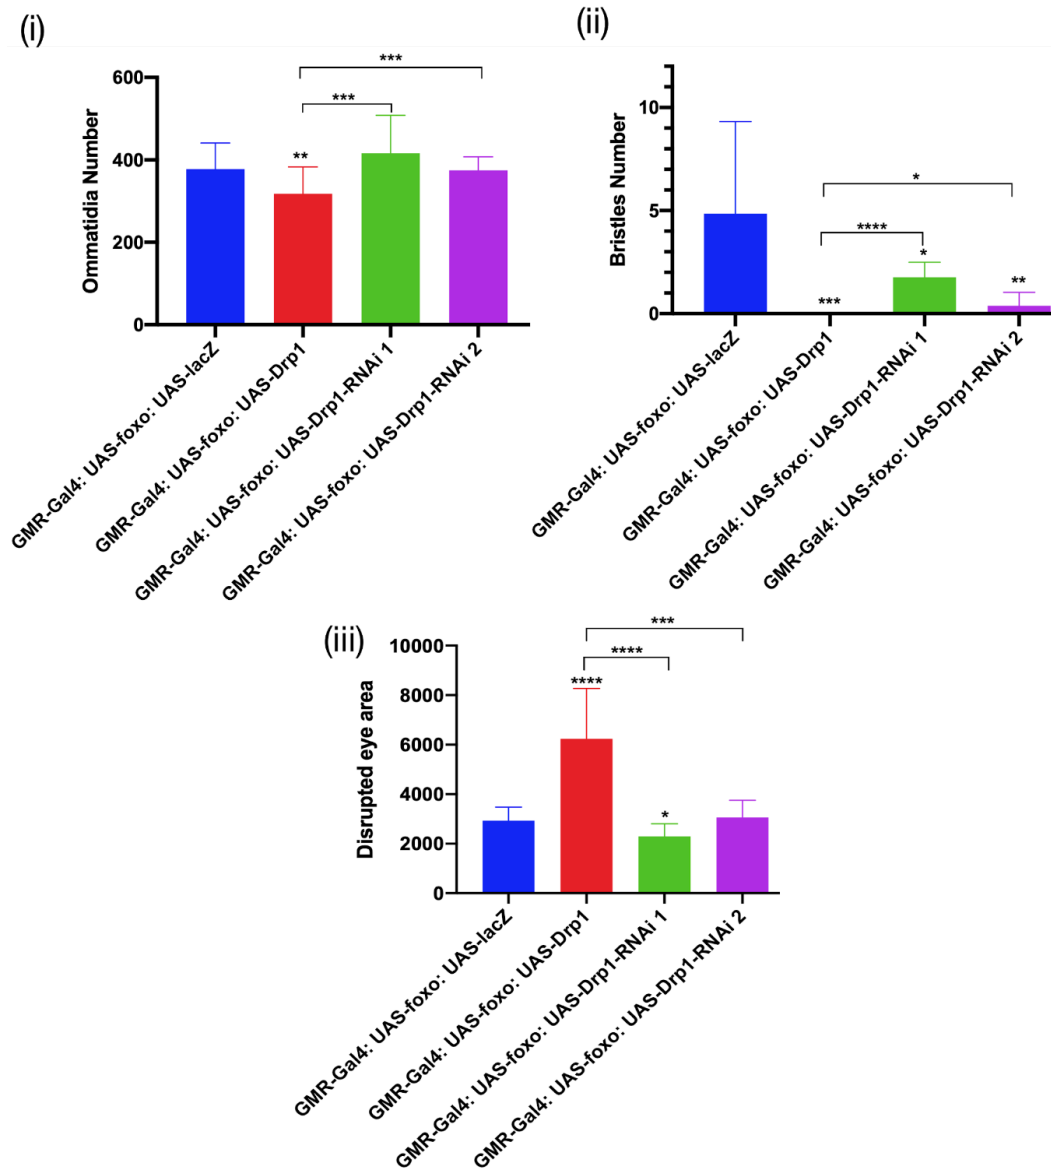 (i)
Ommatidia Number
600
400
200
0
**
***
***
GMR-Gal4: UAS-foxo: UAS-lacZ
GMR-Gal4: UAS-foxo: UAS-Drp1
GMR-Gal4: UAS-foxo: UAS-Drp1-RNAi 1
GMR-Gal4: UAS-foxo: UAS-Drp1-RNAi 2
(ii)
Bristles Number
10
5
0
***
****
*
*
**
GMR-Gal4: UAS-foxo: UAS-lacZ
GMR-Gal4: UAS-foxo: UAS-Drp1
GMR-Gal4: UAS-foxo: UAS-Drp1-RNAi 1
GMR-Gal4: UAS-foxo: UAS-Drp1-RNAi 2
(iii)
Disrupted eye area
10000
8000
6000
4000
2000
0
***
****
****
*
GMR-Gal4: UAS-foxo: UAS-lacZ
GMR-Gal4: UAS-foxo: UAS-Drp1
GMR-Gal4: UAS-foxo: UAS-Drp1-RNAi 1
GMR-Gal4: UAS-foxo: UAS-Drp1-RNAi 2